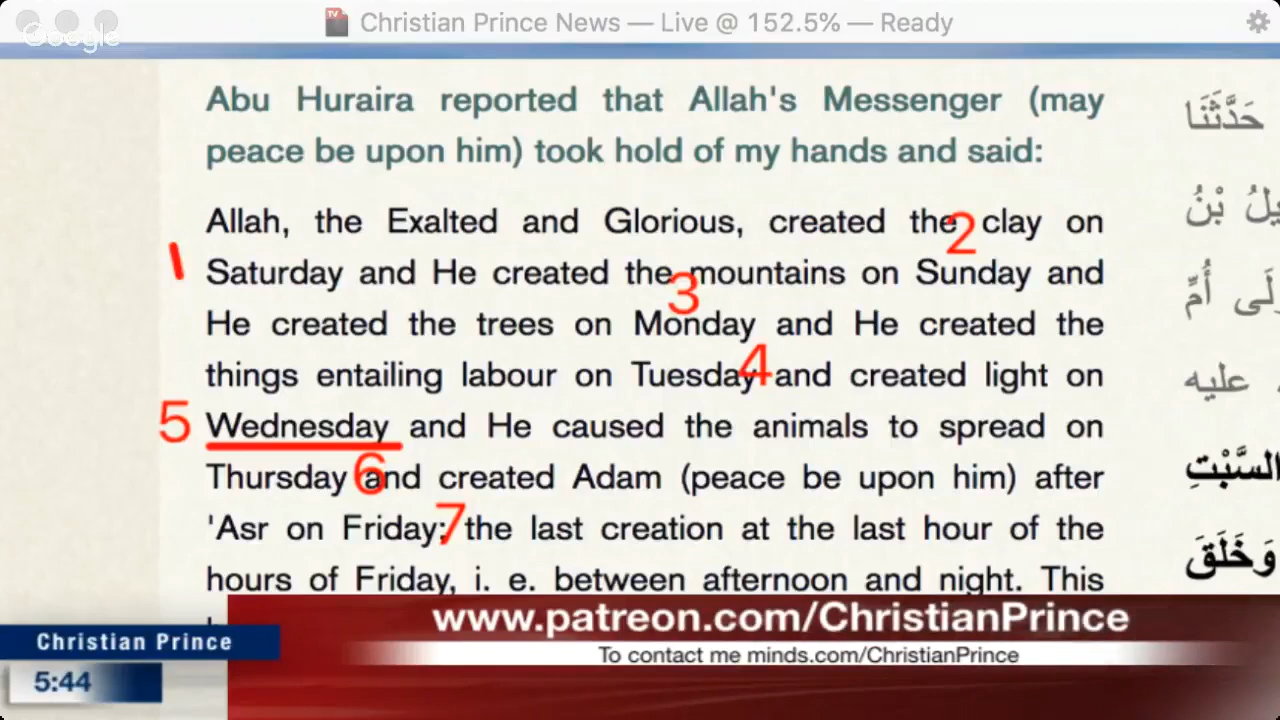 Christian Prince News — Live @ 152.5% — Ready
Google
Abu Huraira reported that Allah's Messenger (may
peace be upon him) took hold of my hands and said:
Allah, the Exalted and Glorious, created the clay on
2
1
Saturday and He created the mountains on Sunday and
3
He created the trees on Monday and He created the
4
things entailing labour on Tuesday and created light on
5
Wednesday and He caused the animals to spread on
6
Thursday and created Adam (peace be upon him) after
7
'Asr on Friday; the last creation at the last hour of the
hours of Friday, i. e. between afternoon and night. This
حَدَّثَنَا
بْنُ
أُمِّ
عليه
السَّبْتِ
وَخَلَقَ
www.patreon.com/ChristianPrince
Christian Prince
To contact me minds.com/ChristianPrince
5:44